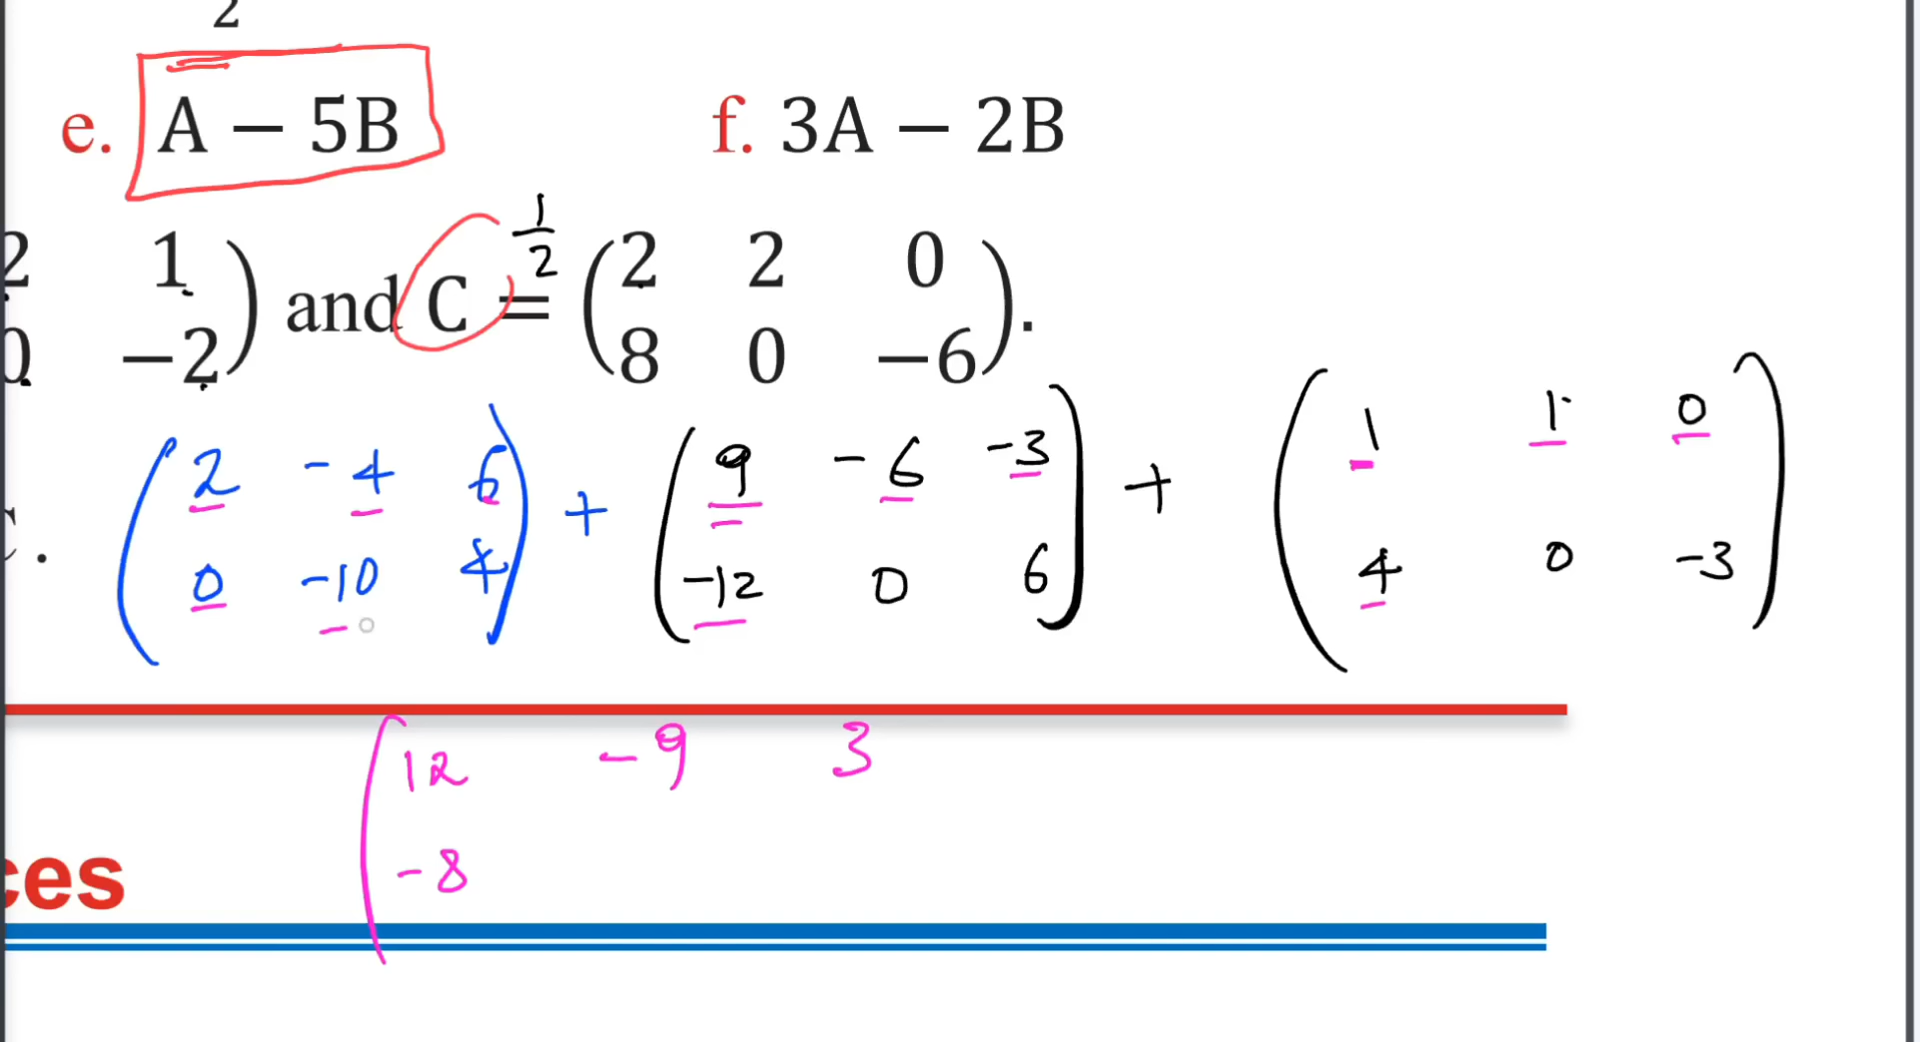 2
e. A − 5B f. 3A − 2B
1/2
2 1 ) and C = ( 2 2 0
0 −2 8 0 −6 ).
( 2 -4 6 ) + ( 9 -6 -3 ) + ( 1 1 0 )
.
0 -10 4 -12 0 6 4 0 -3
( 12 -9 3
-8
ces